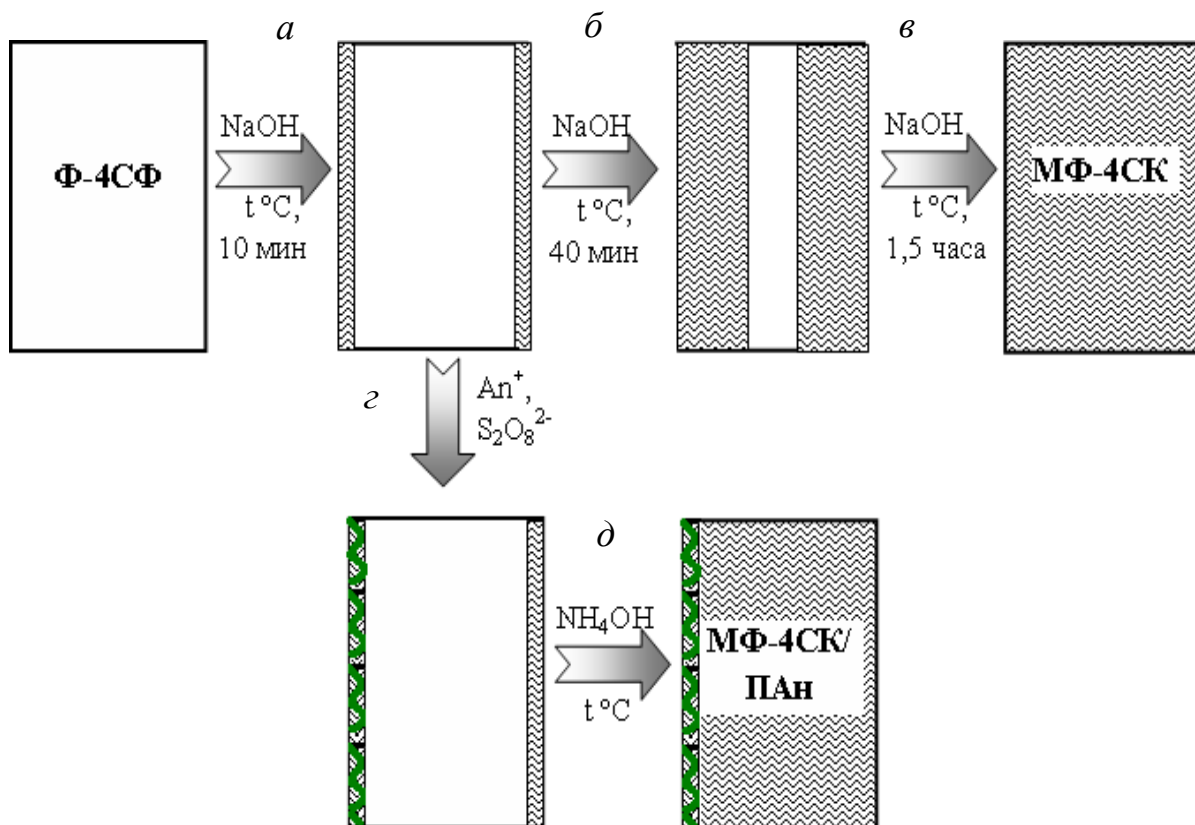 а
б
в
Ф-4СФ
NaOH
t °C,
10 мин
NaOH
t °C,
40 мин
NaOH
t °C,
1,5 часа
МФ-4СК
г
An⁺,
S₂O₈²⁻
д
NH₄OH
t °C
МФ-4СК/
ПАн